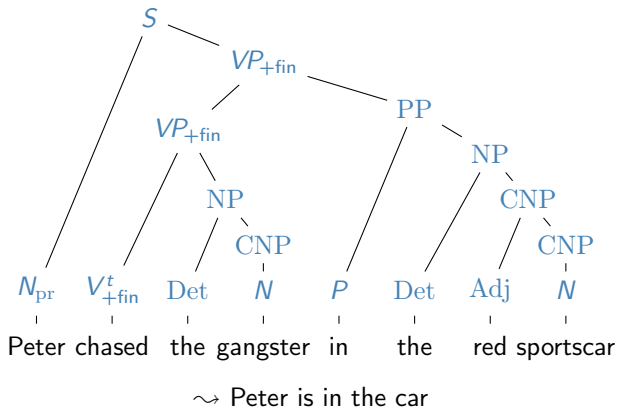 S
VP+fin
PP
VP+fin
NP
NP
CNP
CNP
CNP
Npr V^t+fin Det N P Det Adj N
Peter chased the gangster in the red sportscar
⤳ Peter is in the car